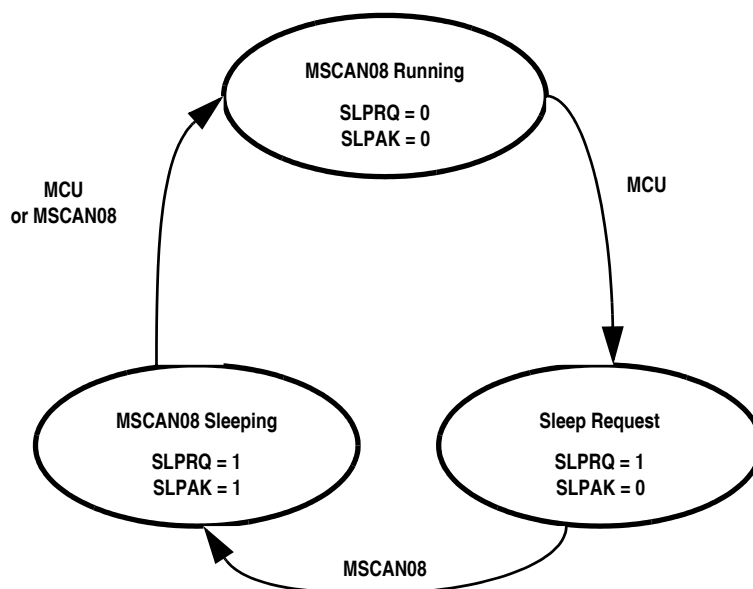 MSCAN08 Running
SLPRQ = 0
SLPAK = 0
MCU
or MSCAN08
MCU
MSCAN08 Sleeping
SLPRQ = 1
SLPAK = 1
Sleep Request
SLPRQ = 1
SLPAK = 0
MSCAN08